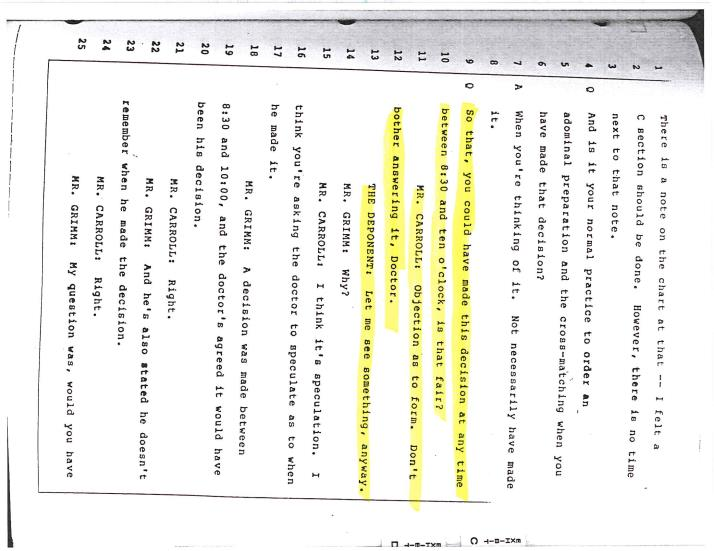 1 There is a note on the chart at that -- I felt a
2 C section should be done. However, there is no time
3 next to that note.
4 Q And is it your normal practice to order an
5 adominal preparation and the cross-matching when you
6 have made that decision?
7 A When you're thinking of it. Not necessarily have made
8 it.
9 Q So that, you could have made this decision at any time
10 between 8:30 and ten o'clock, is that fair?
11 MR. CARROLL: Objection as to form. Don't
12 bother answering it, Doctor.
13 THE DEPONENT: Let me see something, anyway.
14 MR. GRIMM: Why?
15 MR. CARROLL: I think it's speculation. I
16 think you're asking the doctor to speculate as to when
17 he made it.
18 MR. GRIMM: A decision was made between
19 8:30 and 10:00, and the doctor's agreed it would have
20 been his decision.
21 MR. CARROLL: Right.
22 MR. GRIMM: And he's also stated he doesn't
23 remember when he made the decision.
24 MR. CARROLL: Right.
25 MR. GRIMM: My question was, would you have
EXHIBIT C
EXHIBIT